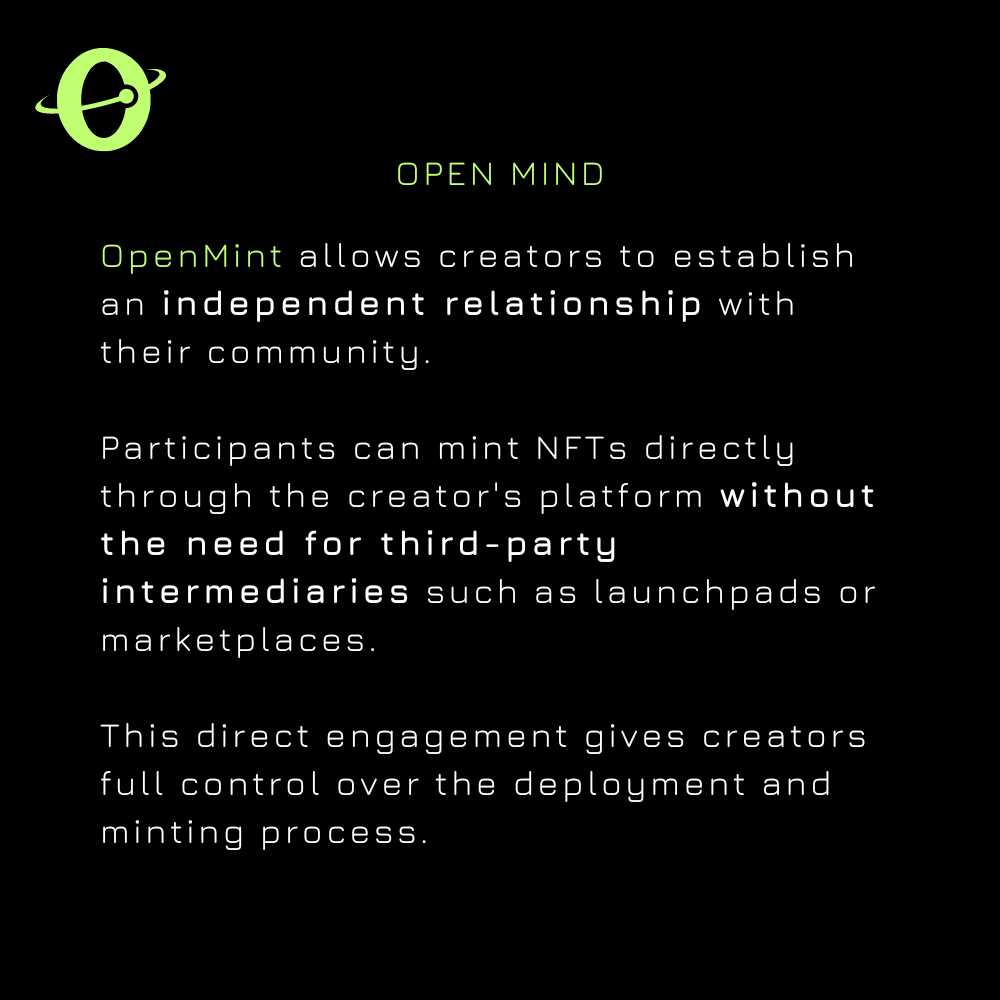 OPEN MIND
OpenMint allows creators to establish
an independent relationship with
their community.
Participants can mint NFTs directly
through the creator's platform without
the need for third-party
intermediaries such as launchpads or
marketplaces.
This direct engagement gives creators
full control over the deployment and
minting process.